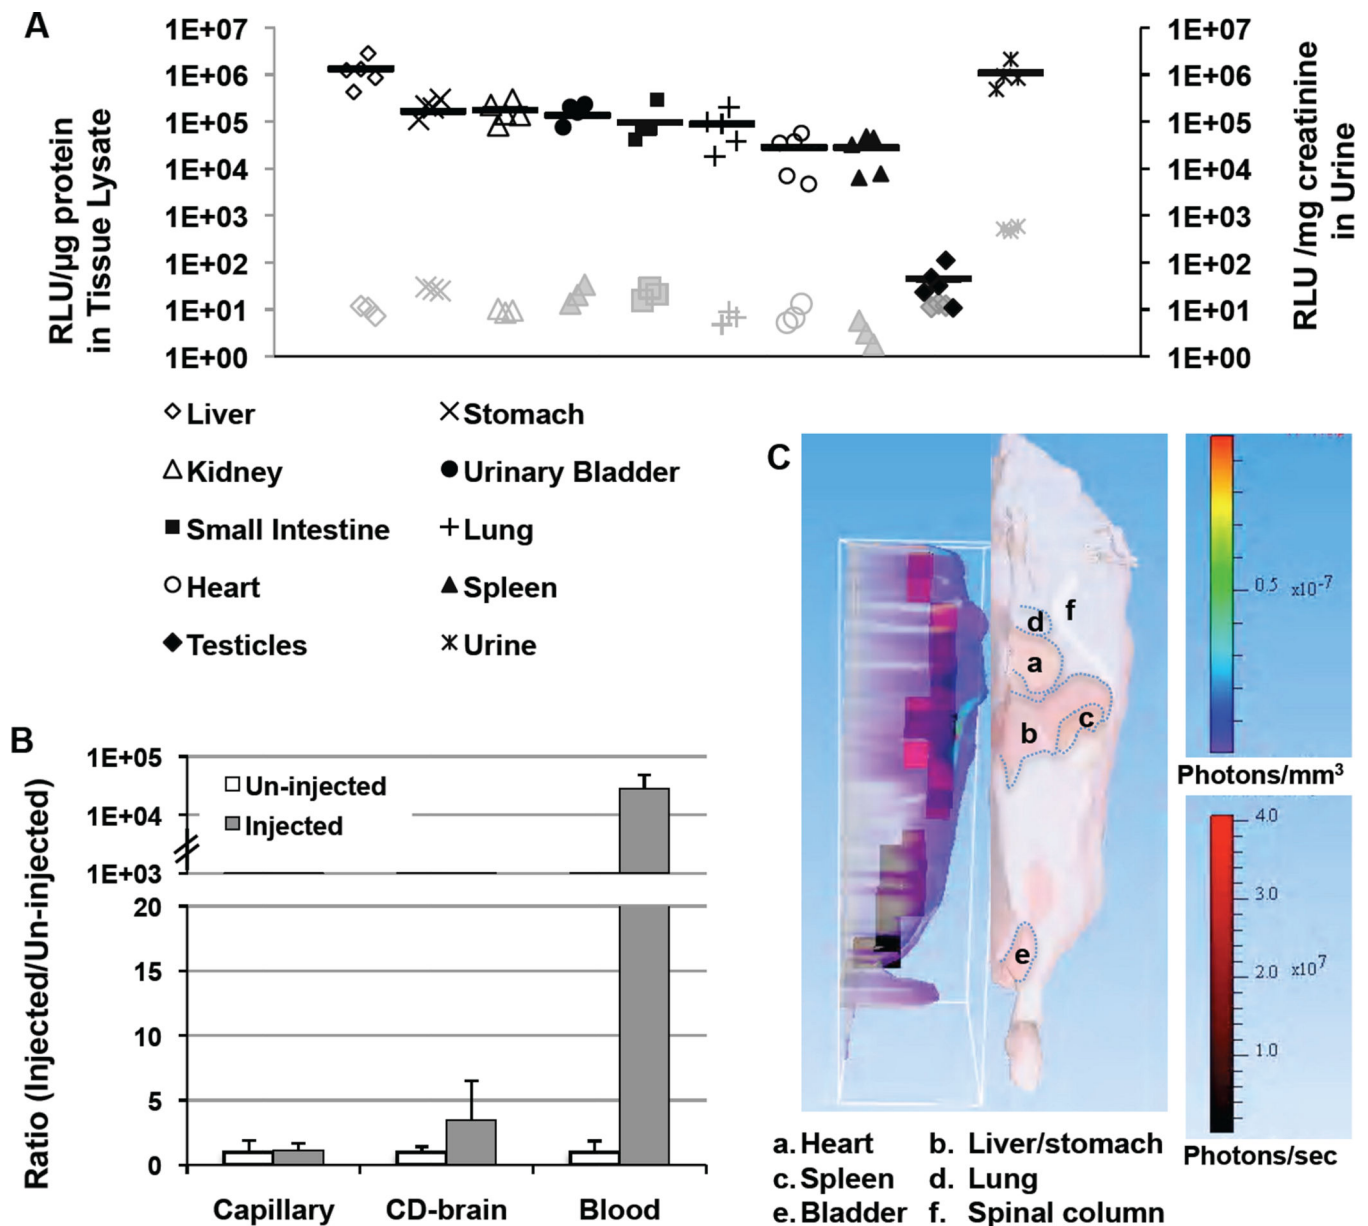 A
1E+07
1E+06
1E+05
1E+04
1E+03
1E+02
1E+01
1E+00
RLU/µg protein
in Tissue Lysate
1E+07
1E+06
1E+05
1E+04
1E+03
1E+02
1E+01
1E+00
RLU /mg creatinine
in Urine
Liver
Stomach
Kidney
Urinary Bladder
Small Intestine
Lung
Heart
Spleen
Testicles
Urine
B
Ratio (Injected/Un-injected)
1E+05
1E+04
1E+03
20
15
10
5
0
Un-injected
Injected
Capillary
CD-brain
Blood
C
d
f
a
c
b
e
0.5 x10-7
Photons/mm³
4.0
3.0
2.0 x10⁷
1.0
Photons/sec
a. Heart b. Liver/stomach
c. Spleen d. Lung
e. Bladder f. Spinal column